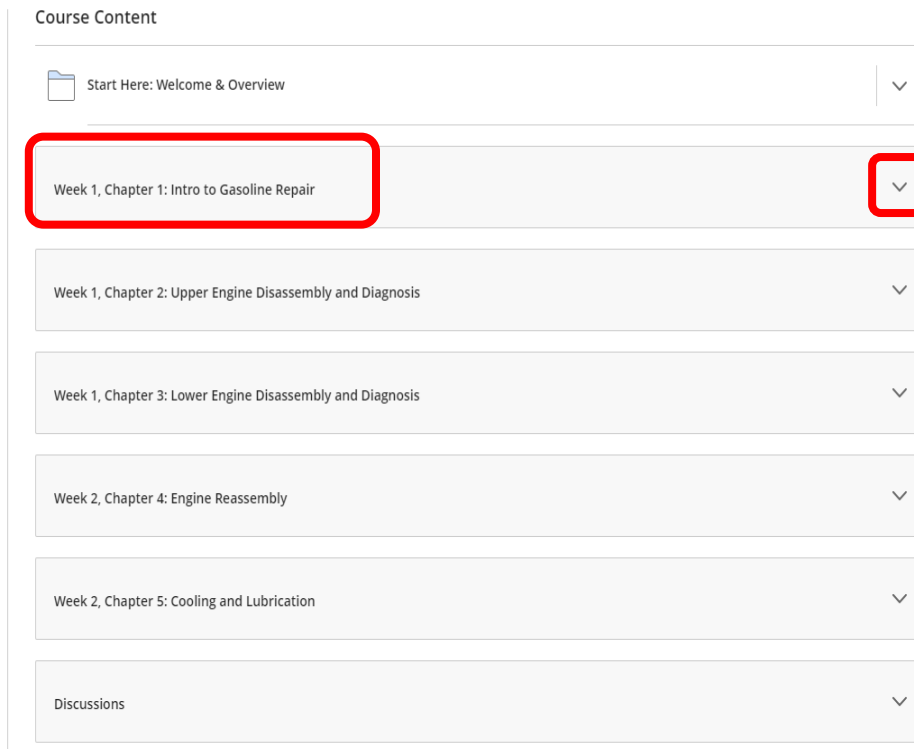 Course Content
Start Here: Welcome & Overview
Week 1, Chapter 1: Intro to Gasoline Repair
Week 1, Chapter 2: Upper Engine Disassembly and Diagnosis
Week 1, Chapter 3: Lower Engine Disassembly and Diagnosis
Week 2, Chapter 4: Engine Reassembly
Week 2, Chapter 5: Cooling and Lubrication
Discussions